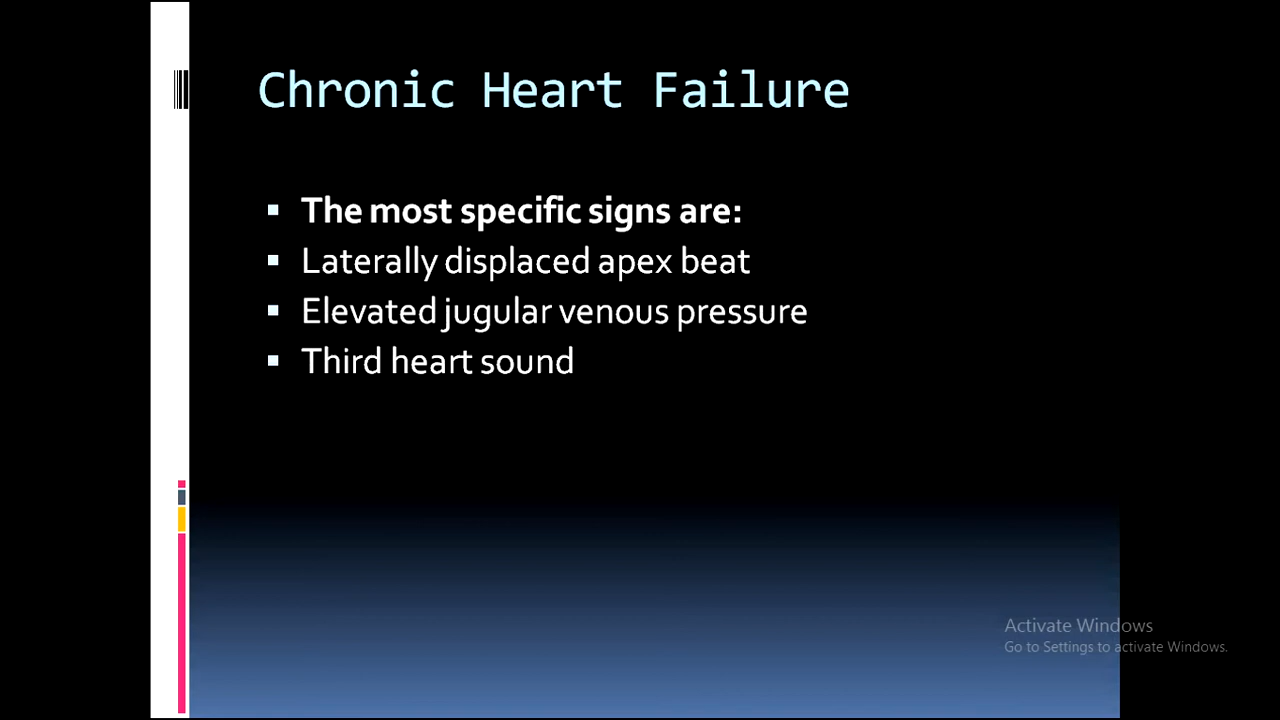 Chronic Heart Failure
The most specific signs are:
Laterally displaced apex beat
Elevated jugular venous pressure
Third heart sound
Activate Windows
Go to Settings to activate Windows.